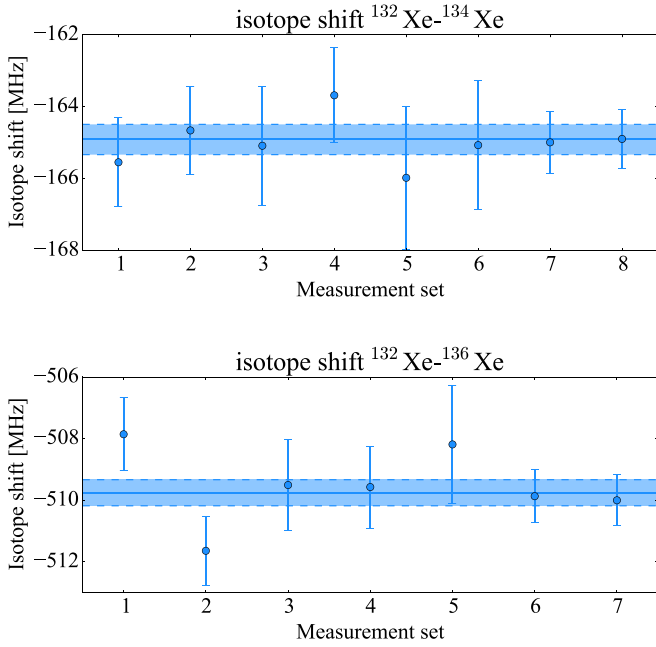 isotope shift ¹³²Xe-¹³⁴Xe
Isotope shift [MHz]
−162
−164
−166
−168
1 2 3 4 5 6 7 8
Measurement set
isotope shift ¹³²Xe-¹³⁶Xe
Isotope shift [MHz]
−506
−508
−510
−512
1 2 3 4 5 6 7
Measurement set